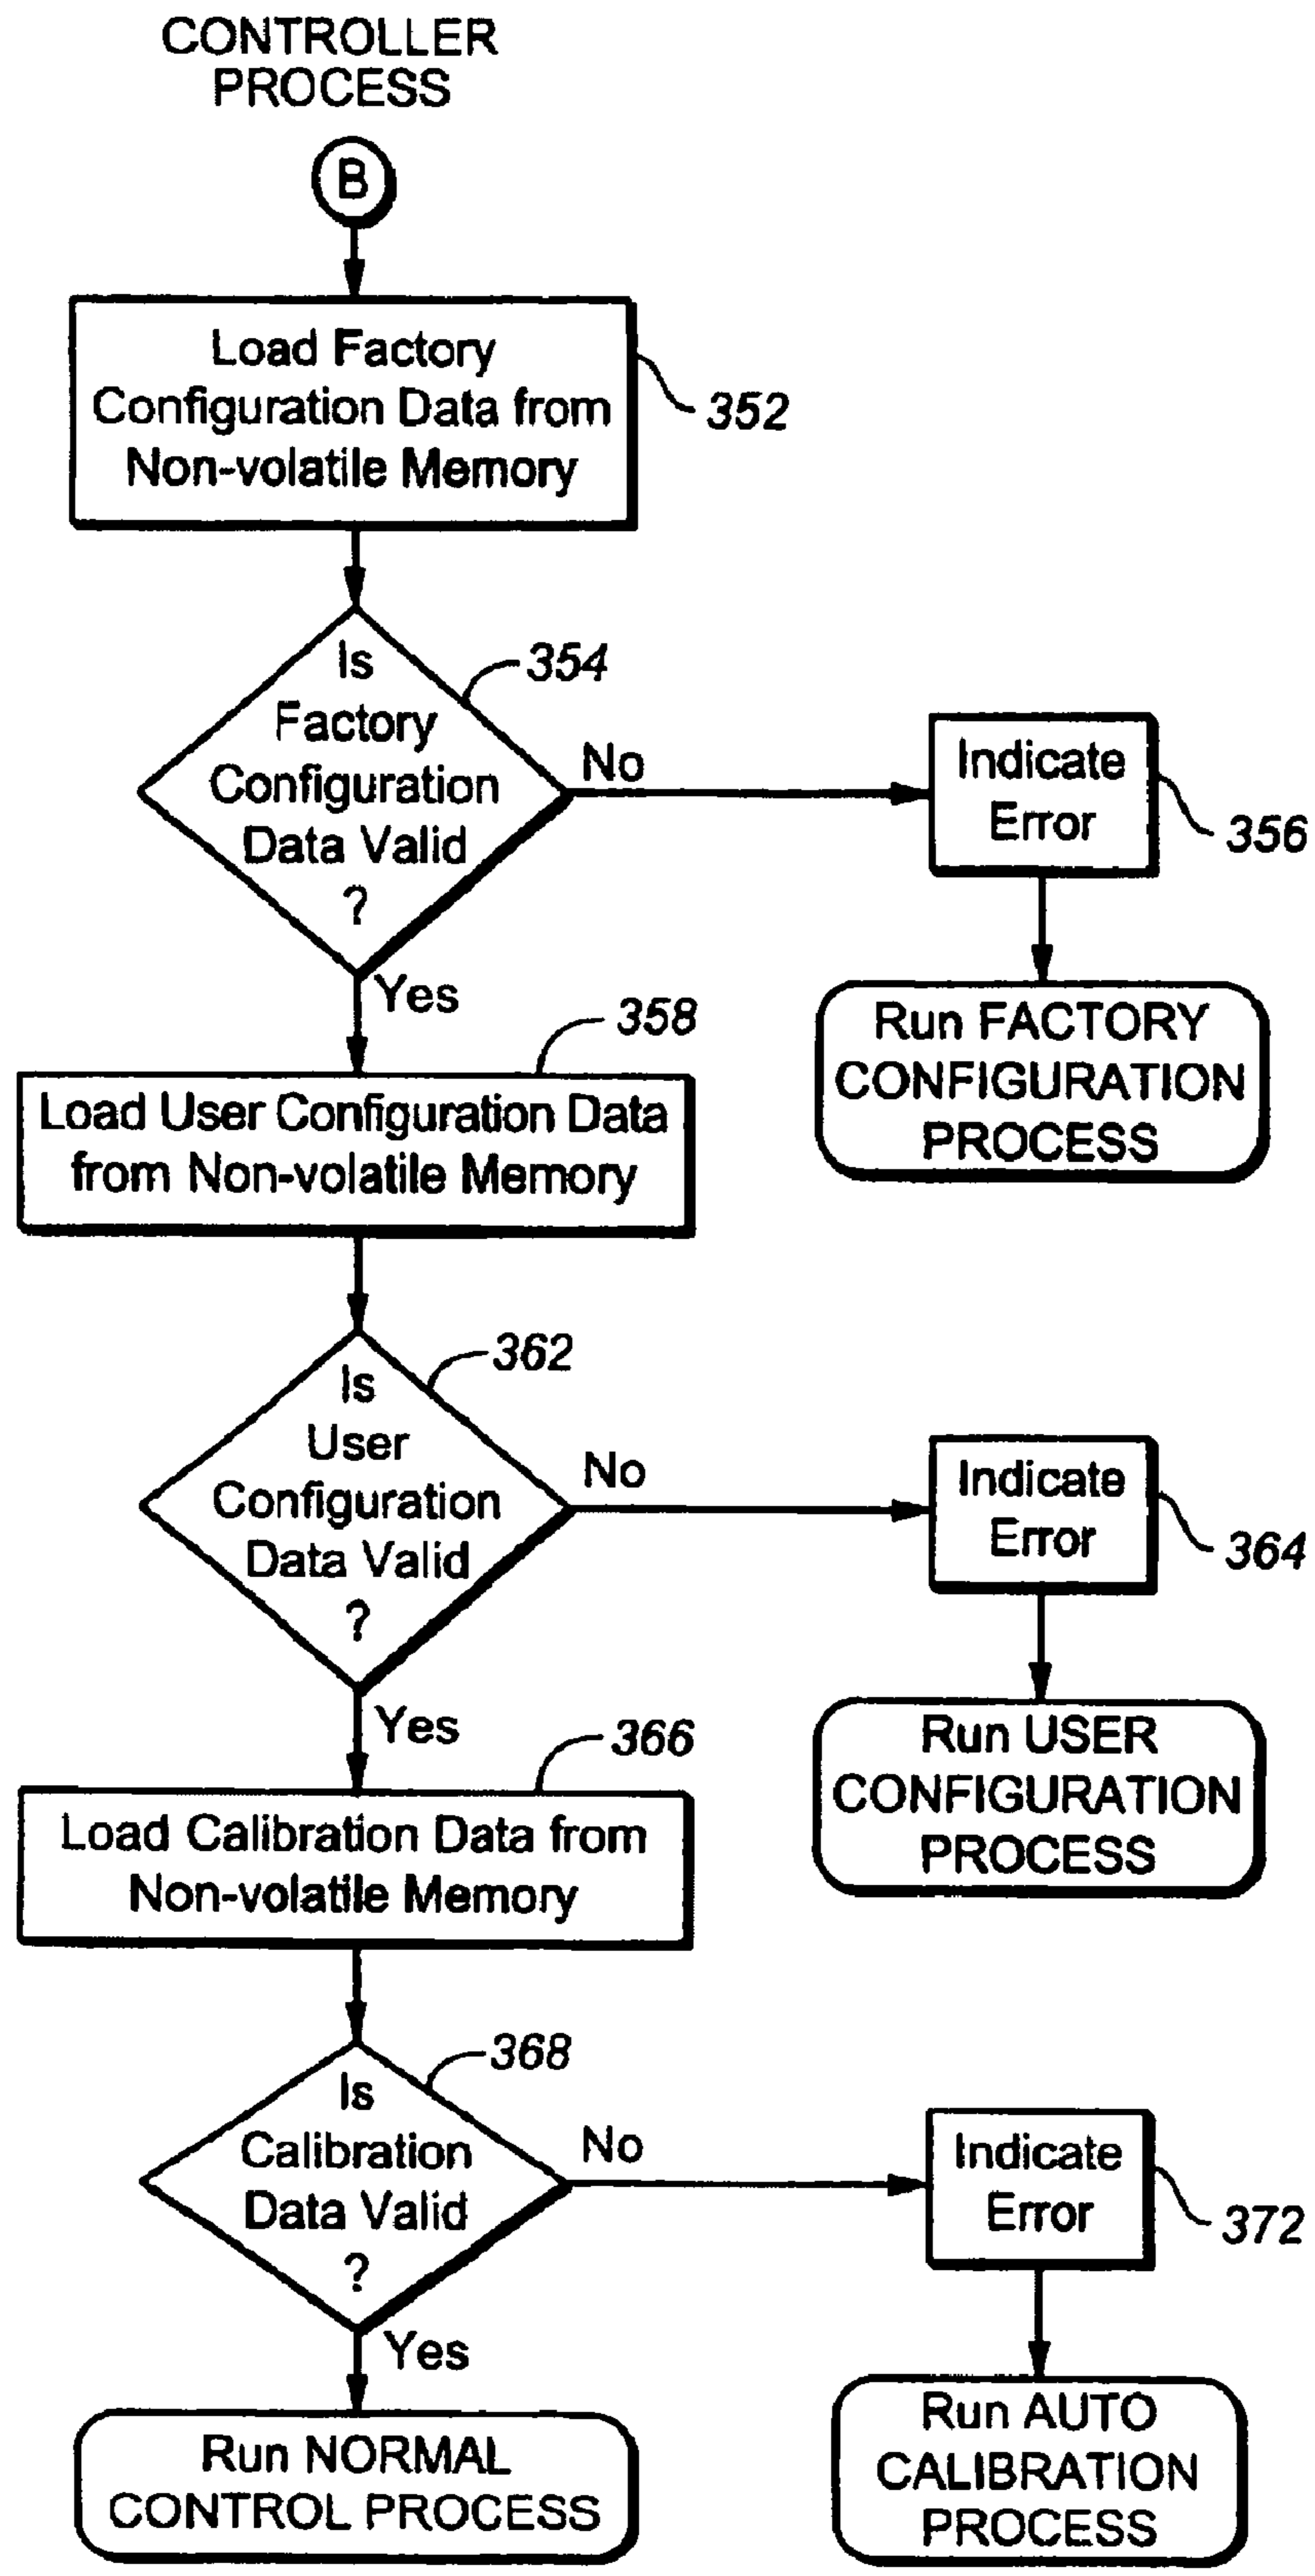 CONTROLLER
PROCESS
B
Load Factory
Configuration Data from
Non-volatile Memory
352
Is
Factory
Configuration
Data Valid
?
354
No
Indicate
Error
356
Run FACTORY
CONFIGURATION
PROCESS
Yes
358
Load User Configuration Data
from Non-volatile Memory
Is
User
Configuration
Data Valid
?
362
No
Indicate
Error
364
Run USER
CONFIGURATION
PROCESS
Yes
366
Load Calibration Data from
Non-volatile Memory
Is
Calibration
Data Valid
?
368
No
Indicate
Error
372
Run AUTO
CALIBRATION
PROCESS
Yes
Run NORMAL
CONTROL PROCESS